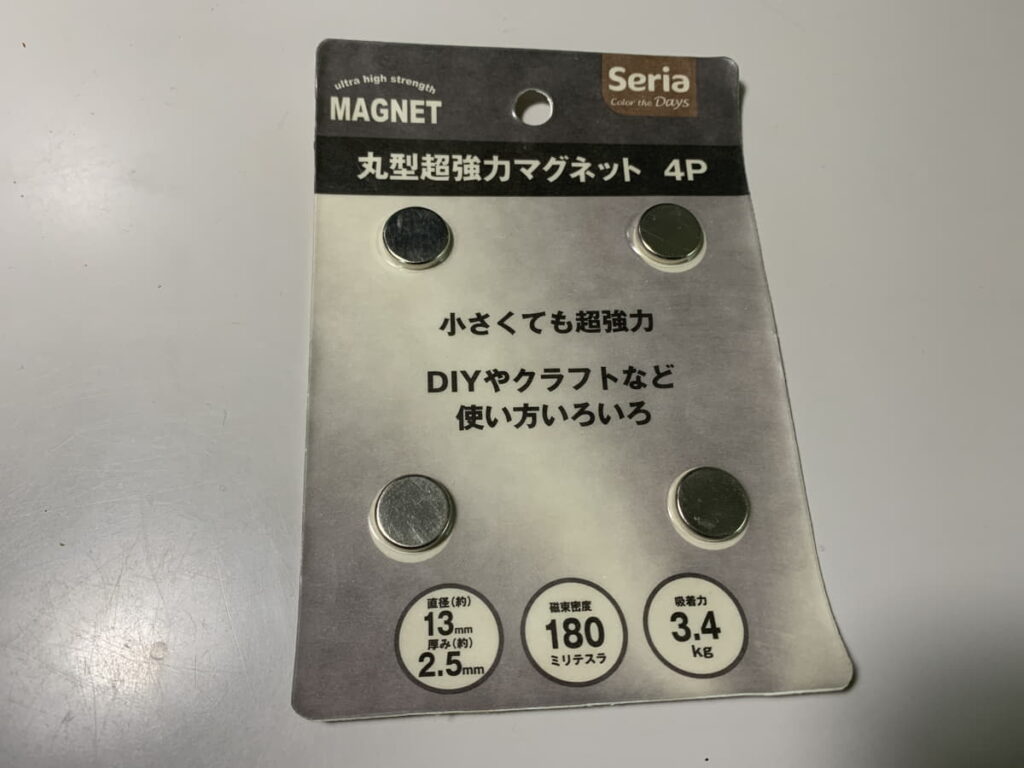 ultra high strength
MAGNET
Seria
Color the Days
丸型超強力マグネット 4P
小さくても超強力
DIYやクラフトなど
使い方いろいろ
直径(約)
13mm
厚み(約)
2.5mm
磁束密度
180
ミリテスラ
吸着力
3.4
kg